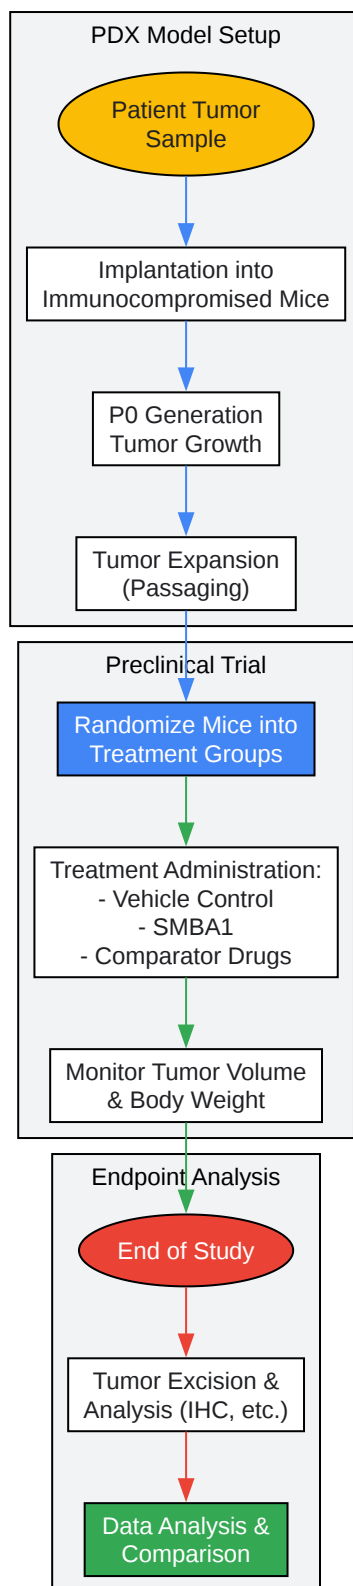 PDX Model Setup
Patient Tumor
Sample
Implantation into
Immunocompromised Mice
P0 Generation
Tumor Growth
Tumor Expansion
(Passaging)
Preclinical Trial
Randomize Mice into
Treatment Groups
Treatment Administration:
- Vehicle Control
- SMBA1
- Comparator Drugs
Monitor Tumor Volume
& Body Weight
Endpoint Analysis
End of Study
Tumor Excision &
Analysis (IHC, etc.)
Data Analysis &
Comparison